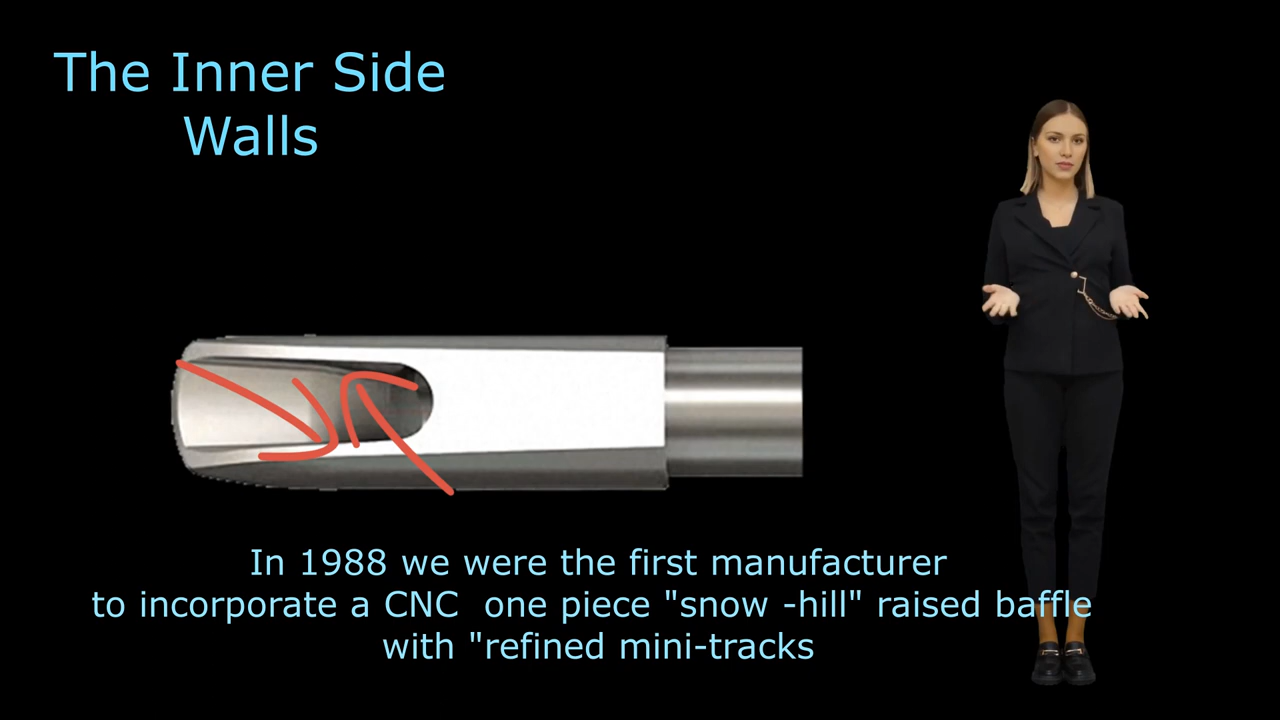 The Inner Side
Walls
In 1988 we were the first manufacturer
to incorporate a CNC  one piece "snow -hill" raised baffle
with "refined mini-tracks